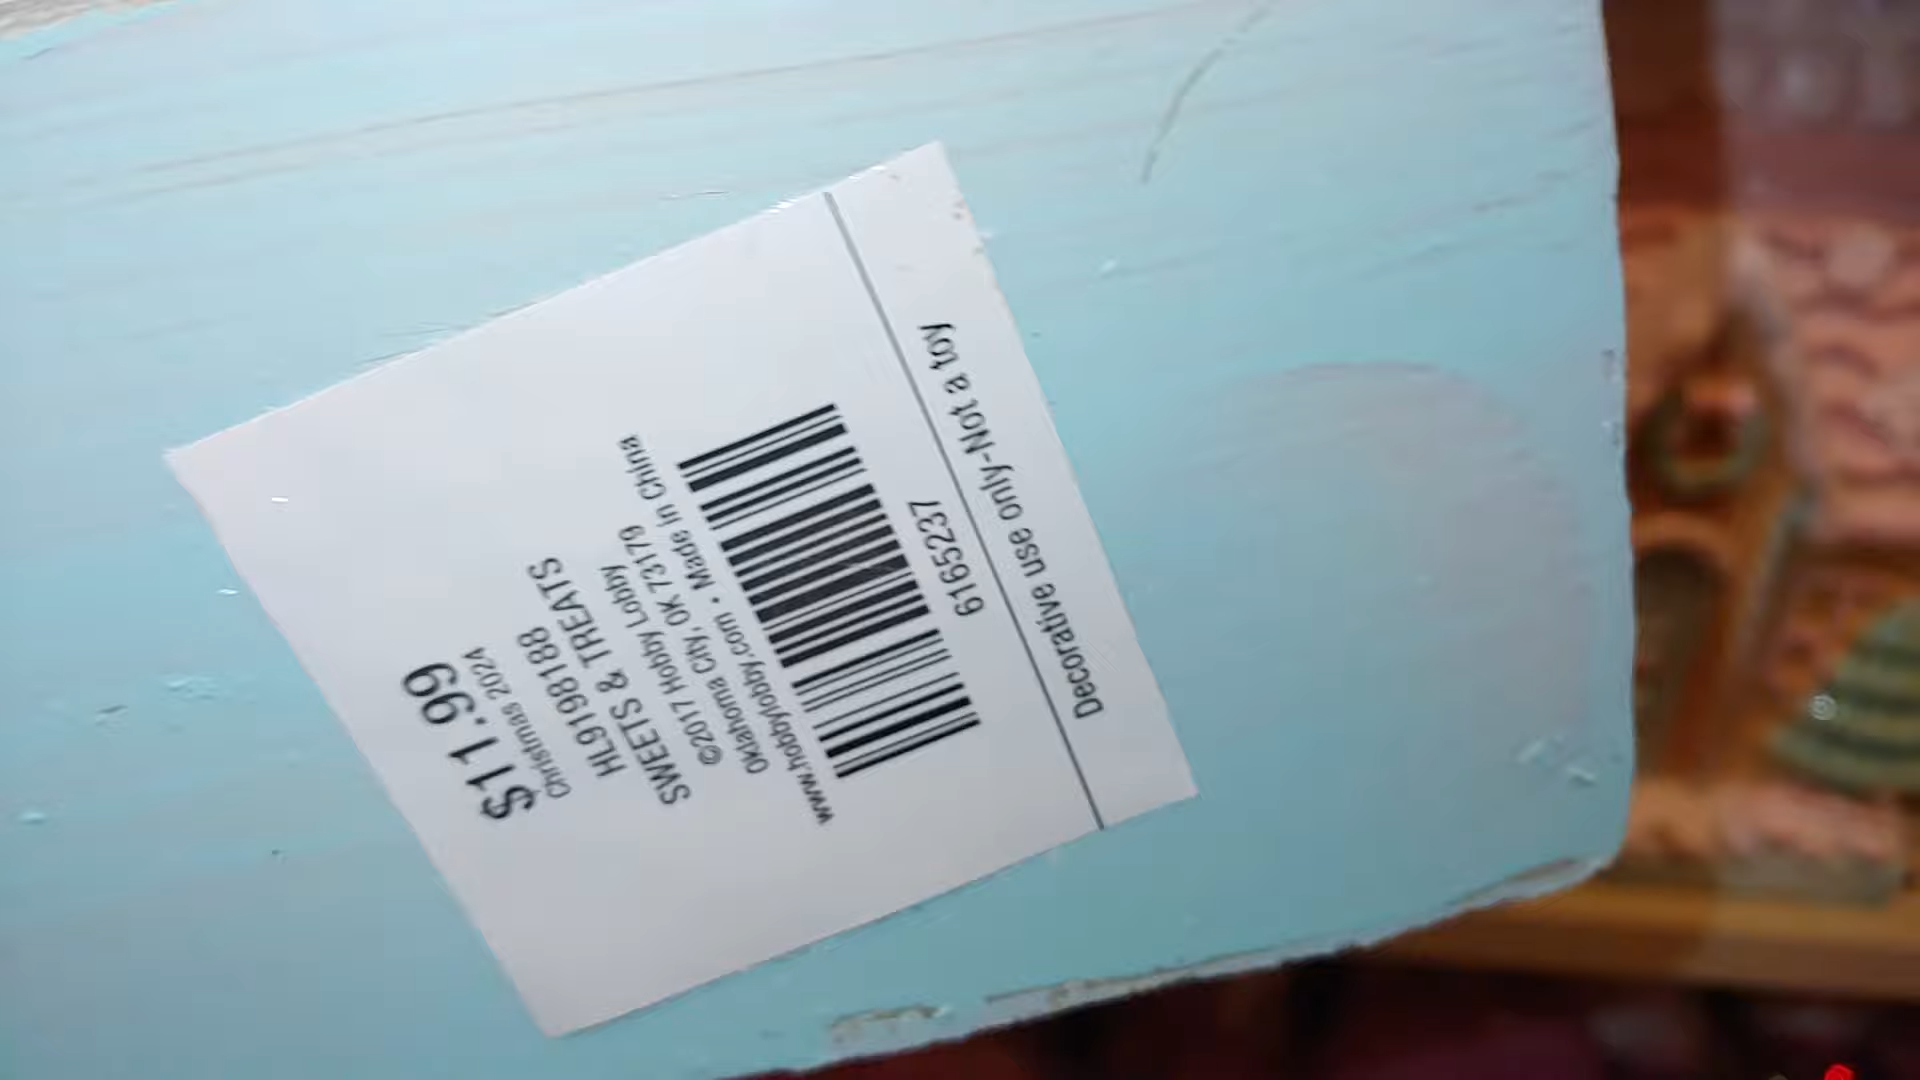 $11.99
Christmas 2024
HL9198188
SWEETS & TREATS
©2017 Hobby Lobby
Oklahoma City, OK 73179
www.hobbylobby.com • Made in China
6165237
Decorative use only-Not a toy